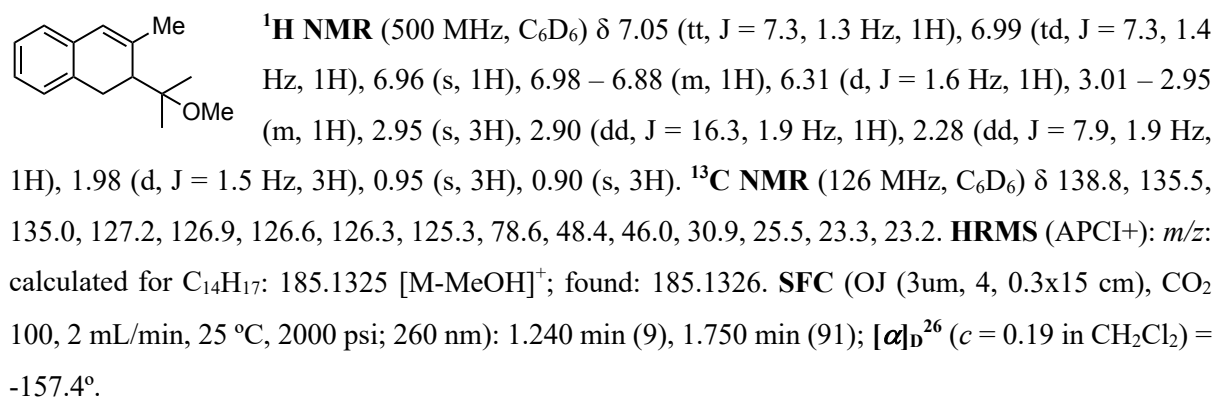 Me
OMe
¹H NMR (500 MHz, C₆D₆) δ 7.05 (tt, J = 7.3, 1.3 Hz, 1H), 6.99 (td, J = 7.3, 1.4
Hz, 1H), 6.96 (s, 1H), 6.98 – 6.88 (m, 1H), 6.31 (d, J = 1.6 Hz, 1H), 3.01 – 2.95
(m, 1H), 2.95 (s, 3H), 2.90 (dd, J = 16.3, 1.9 Hz, 1H), 2.28 (dd, J = 7.9, 1.9 Hz,
1H), 1.98 (d, J = 1.5 Hz, 3H), 0.95 (s, 3H), 0.90 (s, 3H). ¹³C NMR (126 MHz, C₆D₆) δ 138.8, 135.5,
135.0, 127.2, 126.9, 126.6, 126.3, 125.3, 78.6, 48.4, 46.0, 30.9, 25.5, 23.3, 23.2. HRMS (APCI+): m/z:
calculated for C₁₄H₁₇: 185.1325 [M-MeOH]⁺; found: 185.1326. SFC (OJ (3um, 4, 0.3x15 cm), CO₂
100, 2 mL/min, 25 ºC, 2000 psi; 260 nm): 1.240 min (9), 1.750 min (91); [α]D²⁶ (c = 0.19 in CH₂Cl₂) =
-157.4º.